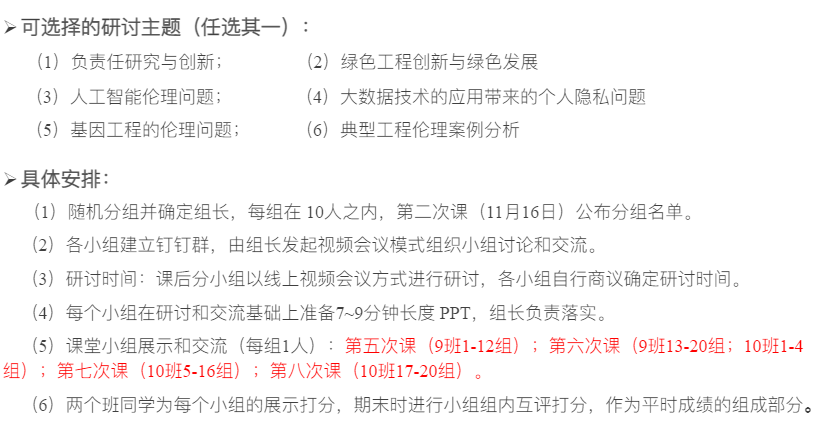 ➢可选择的研讨主题（任选其一）：
（1）负责任研究与创新； （2）绿色工程创新与绿色发展
（3）人工智能伦理问题； （4）大数据技术的应用带来的个人隐私问题
（5）基因工程的伦理问题； （6）典型工程伦理案例分析
➢具体安排：
（1）随机分组并确定组长，每组在 10人之内，第二次课（11月16日）公布分组名单。
（2）各小组建立钉钉群，由组长发起视频会议模式组织小组讨论和交流。
（3）研讨时间：课后分小组以线上视频会议方式进行研讨，各小组自行商议确定研讨时间。
（4）每个小组在研讨和交流基础上准备7~9分钟长度 PPT，组长负责落实。
（5）课堂小组展示和交流（每组1人）：第五次课（9班1-12组）；第六次课（9班13-20组；10班1-4
组）；第七次课（10班5-16组）；第八次课（10班17-20组）。
（6）两个班同学为每个小组的展示打分，期末时进行小组组内互评打分，作为平时成绩的组成部分。